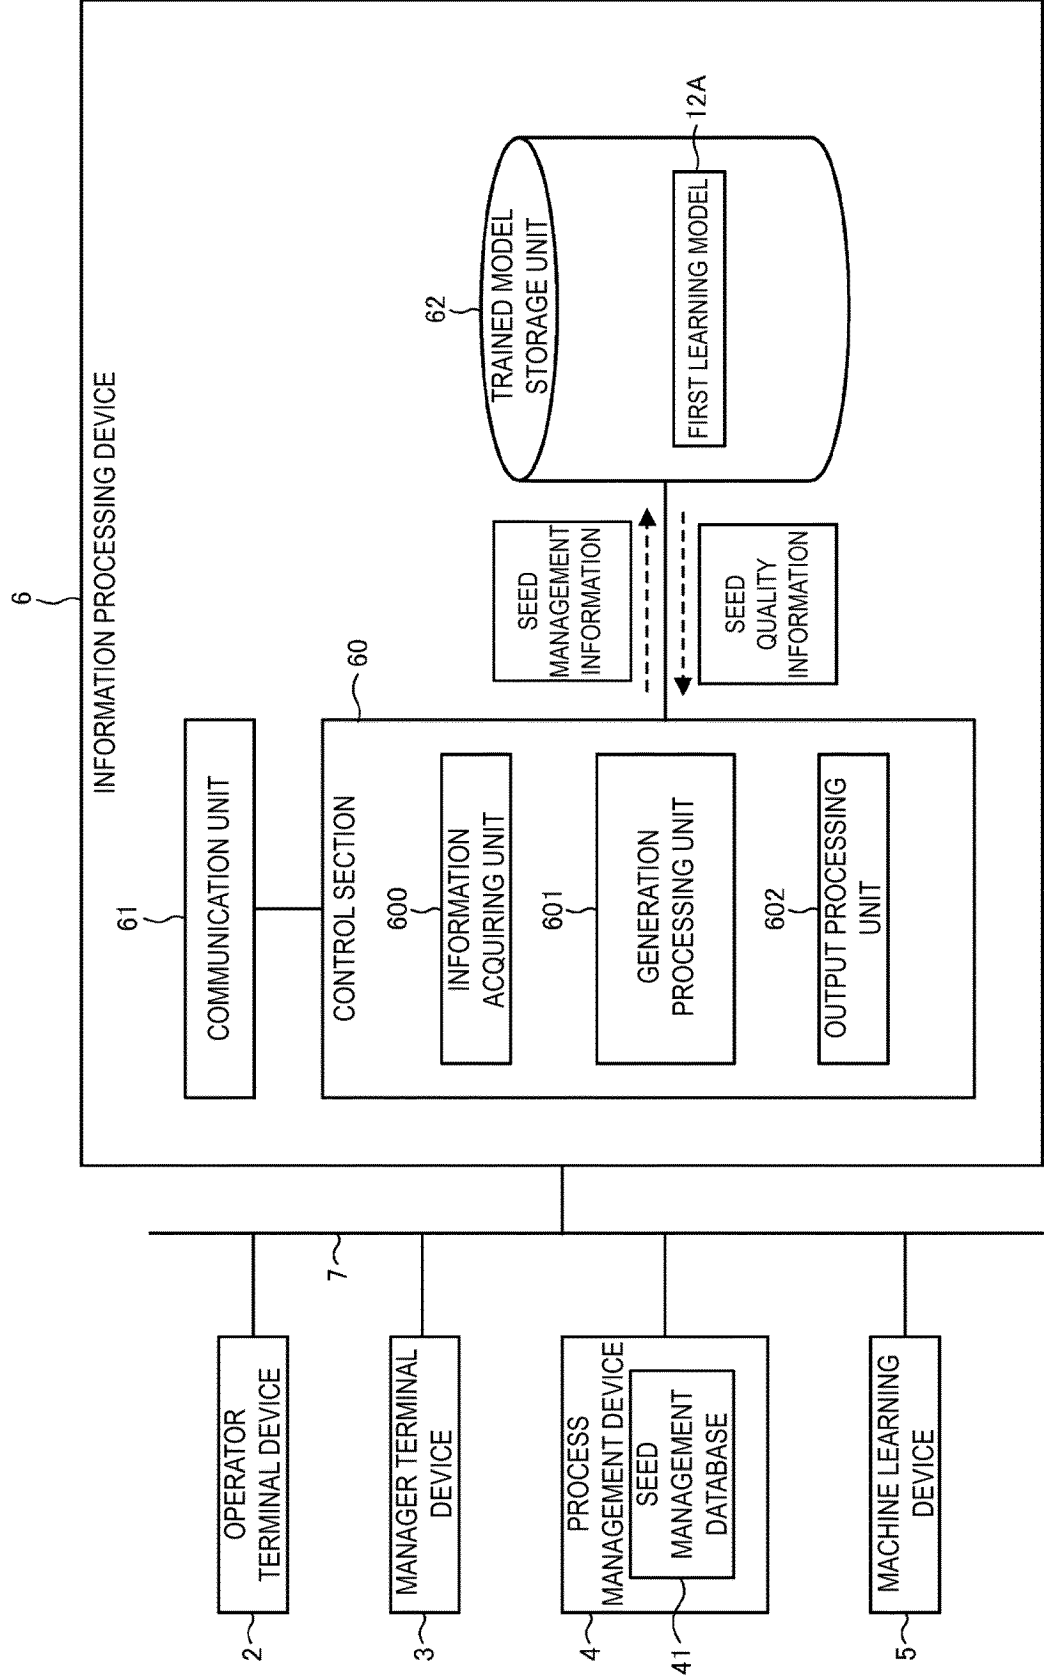 6
INFORMATION PROCESSING DEVICE
2
OPERATOR
TERMINAL DEVICE
3
MANAGER TERMINAL
DEVICE
4
PROCESS
MANAGEMENT DEVICE
41
SEED
MANAGEMENT
DATABASE
5
MACHINE LEARNING
DEVICE
7
61
COMMUNICATION UNIT
60
CONTROL SECTION
600
INFORMATION
ACQUIRING UNIT
601
GENERATION
PROCESSING UNIT
602
OUTPUT PROCESSING
UNIT
SEED
MANAGEMENT
INFORMATION
SEED
QUALITY
INFORMATION
62
TRAINED MODEL
STORAGE UNIT
FIRST LEARNING MODEL
12A